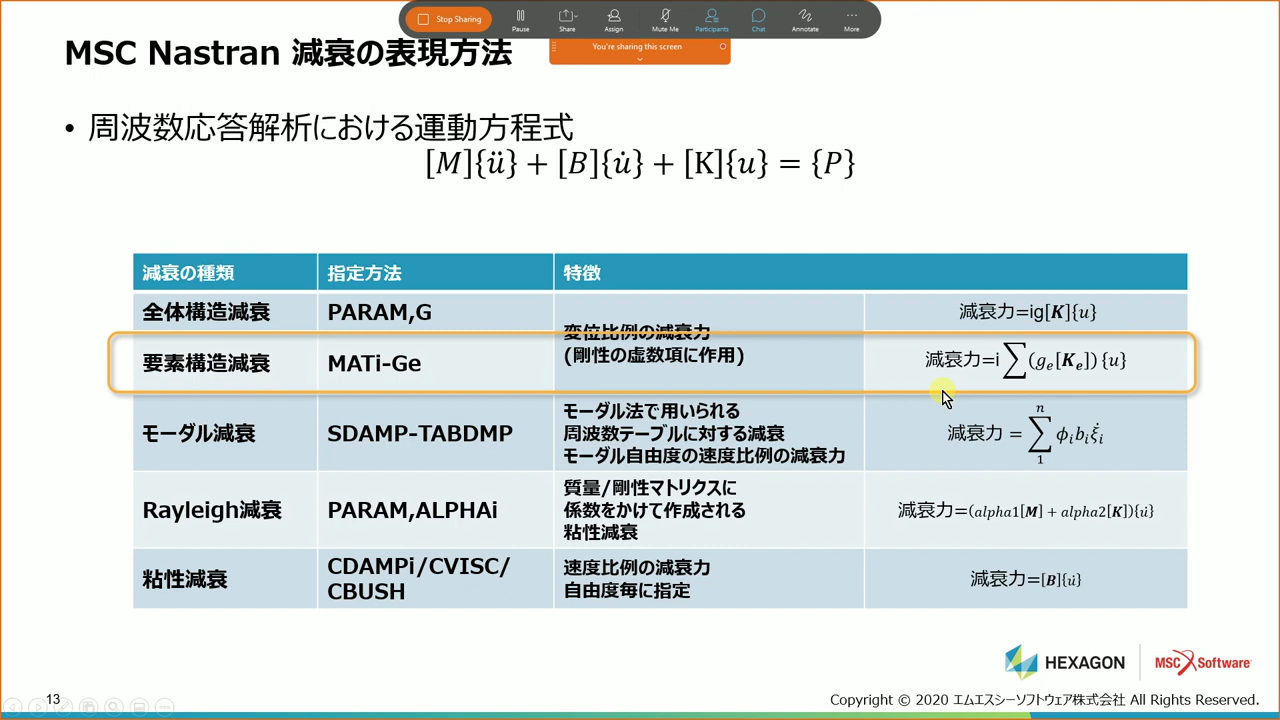 Stop Sharing
Pause
Share
Assign
Mute Me
Participants
Chat
Annotate
More
You're sharing this screen
MSC Nastran 減衰の表現方法
• 周波数応答解析における運動方程式
[M]{ü} + [B]{u̇} + [K]{u} = {P}
減衰の種類 指定方法 特徴
全体構造減衰 PARAM,G 減衰力=ig[K]{u}
変位比例の減衰力
(剛性の虚数項に作用)
要素構造減衰 MATi-Ge 減衰力=i∑(gₑ[Kₑ]){u}
モーダル減衰 SDAMP-TABDMP
モーダル法で用いられる
周波数テーブルに対する減衰
モーダル自由度の速度比例の減衰力
減衰力 = ∑₁ⁿ ϕᵢbᵢξ̇ᵢ
Rayleigh減衰 PARAM,ALPHAi
質量/剛性マトリクスに
係数をかけて作成される
粘性減衰
減衰力=(alpha1[M] + alpha2[K]){u̇}
粘性減衰
CDAMPi/CVISC/
CBUSH
速度比例の減衰力
自由度毎に指定
減衰力=[B]{u̇}
HEXAGON
MSC Software
13
Copyright © 2020 エムエスシーソフトウェア株式会社 All Rights Reserved.